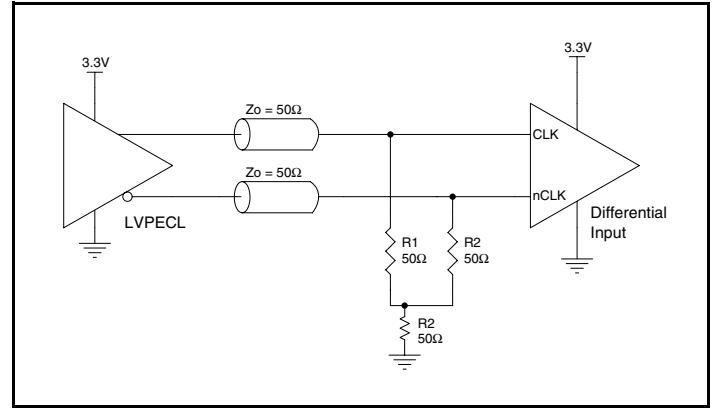 3.3V
3.3V
Zo = 50Ω
CLK
Zo = 50Ω
nCLK
LVPECL
Differential
Input
R1
50Ω
R2
50Ω
R2
50Ω